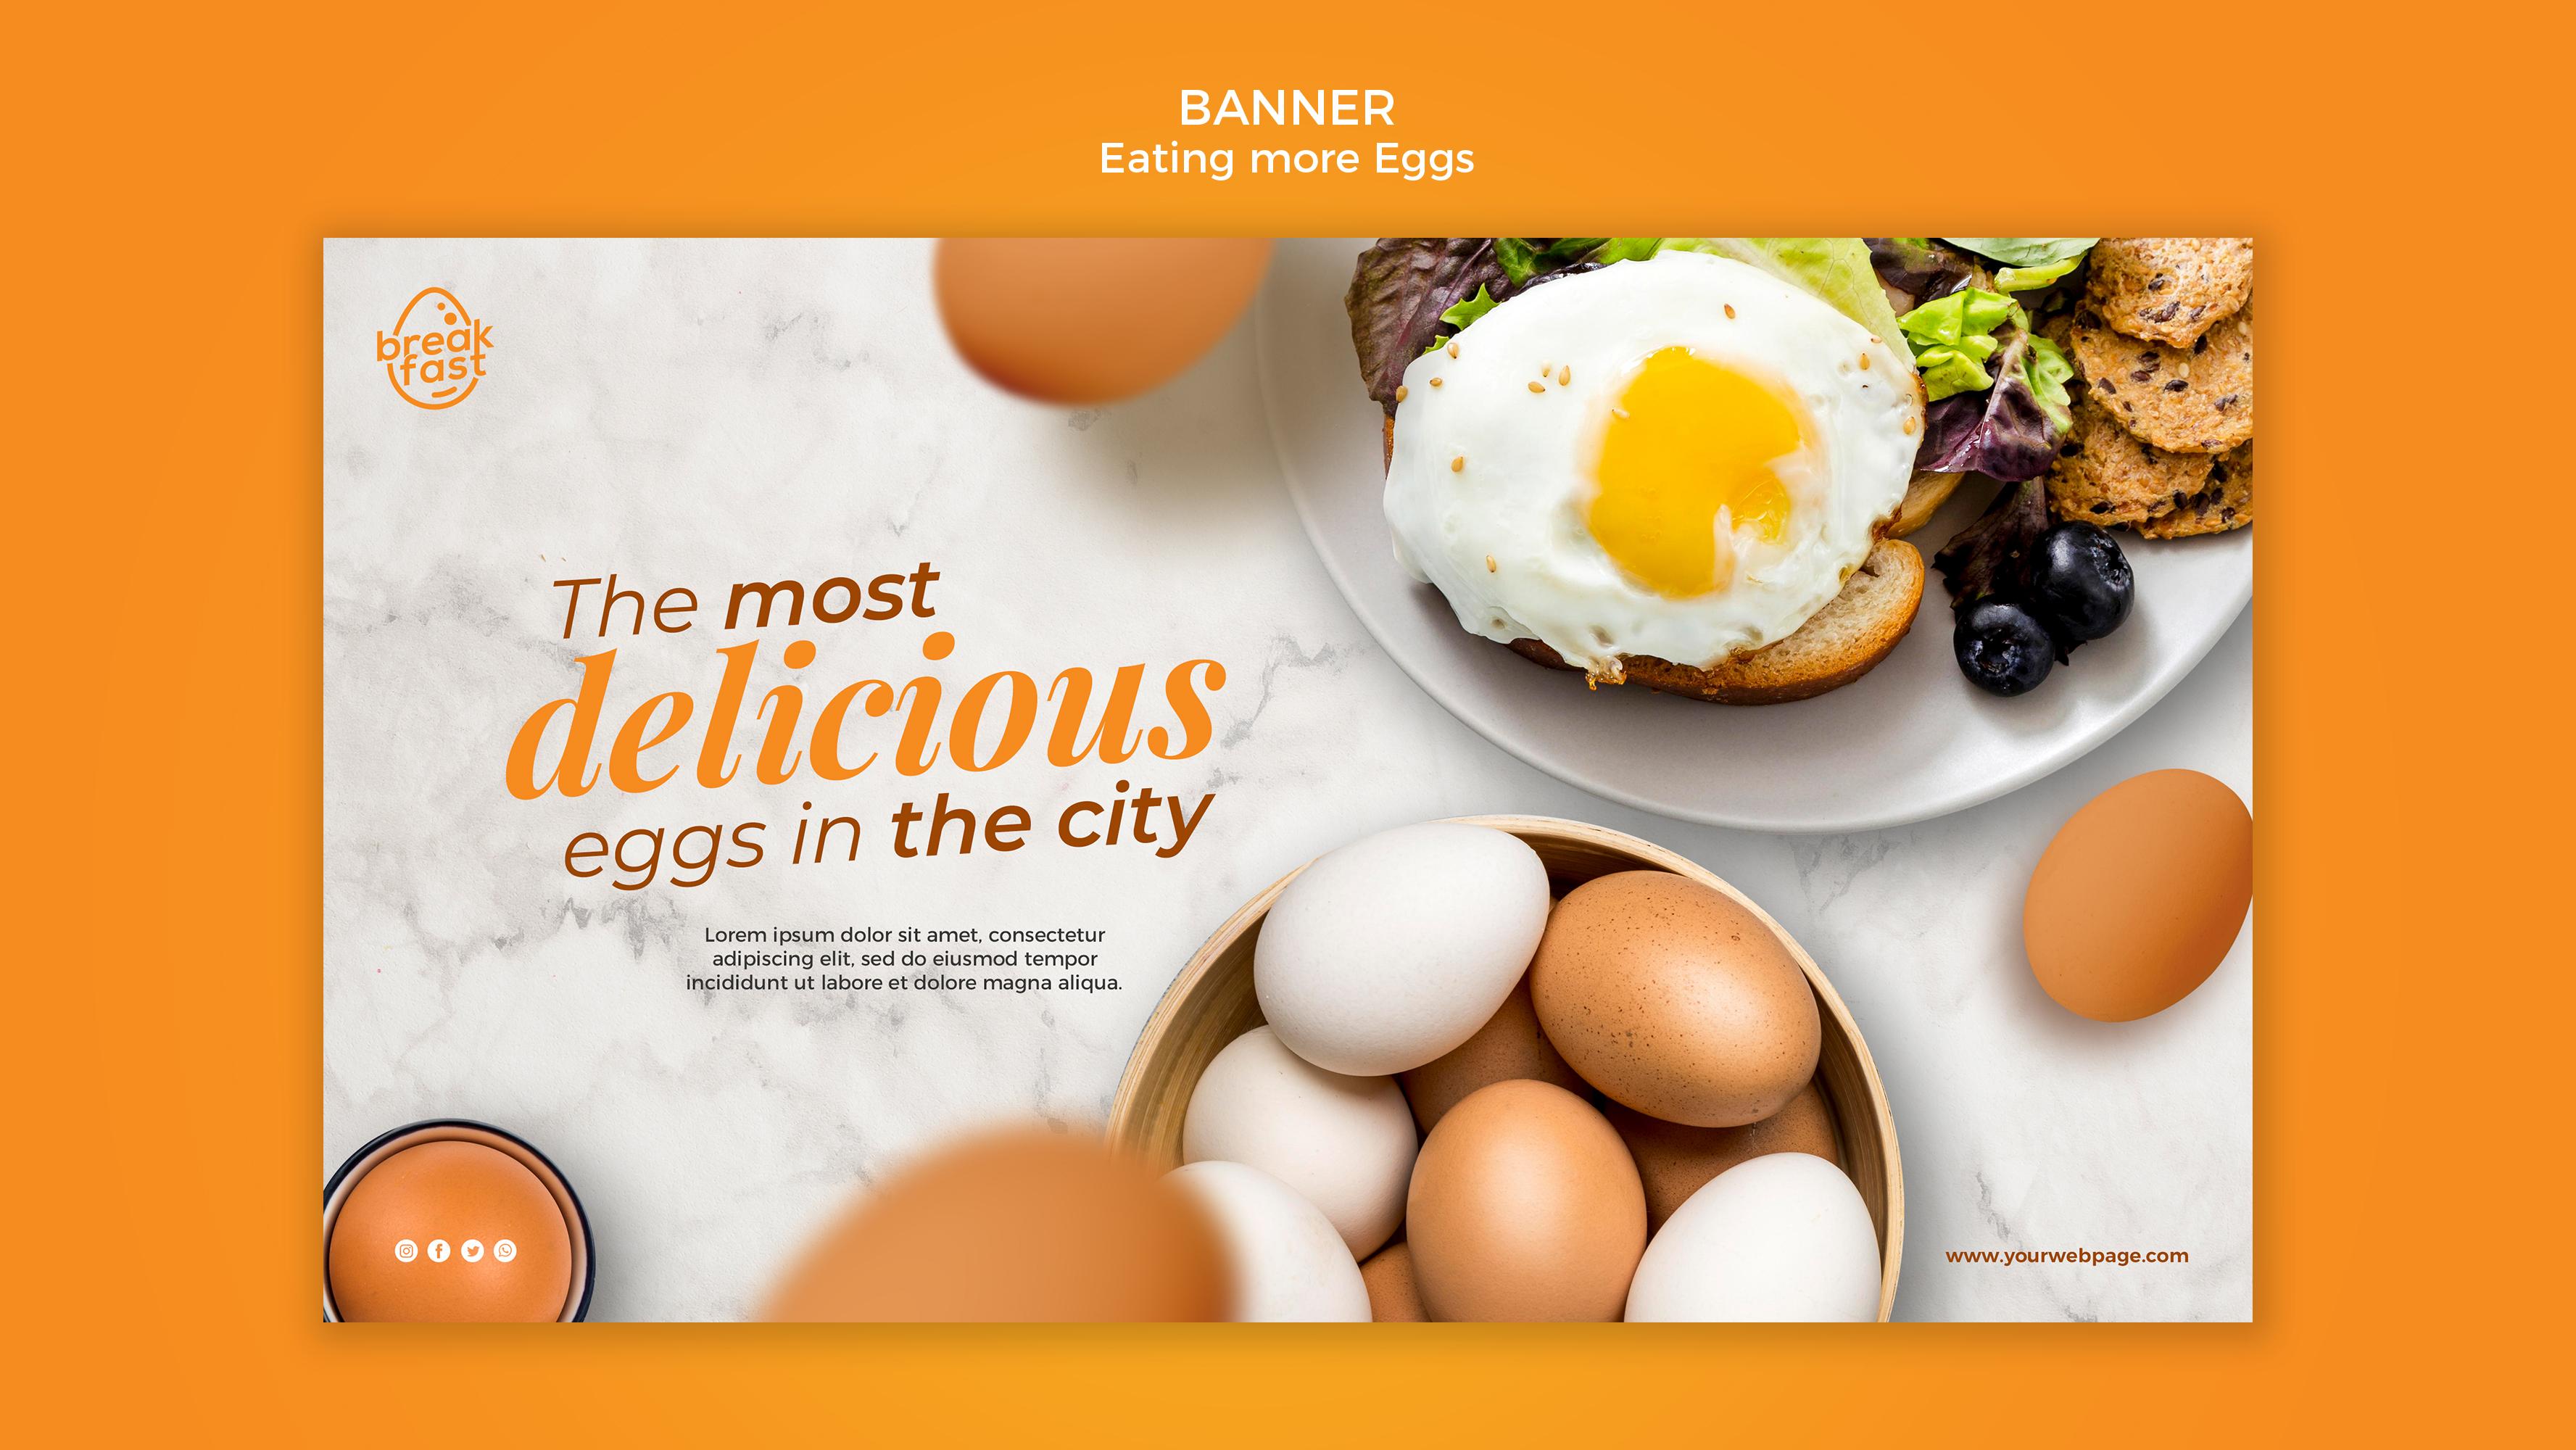 BANNER
Eating more Eggs
break
fast
The most
delicious
eggs in the city
Lorem ipsum dolor sit amet, consectetur
adipiscing elit, sed do eiusmod tempor
incididunt ut labore et dolore magna aliqua.
www.yourwebpage.com